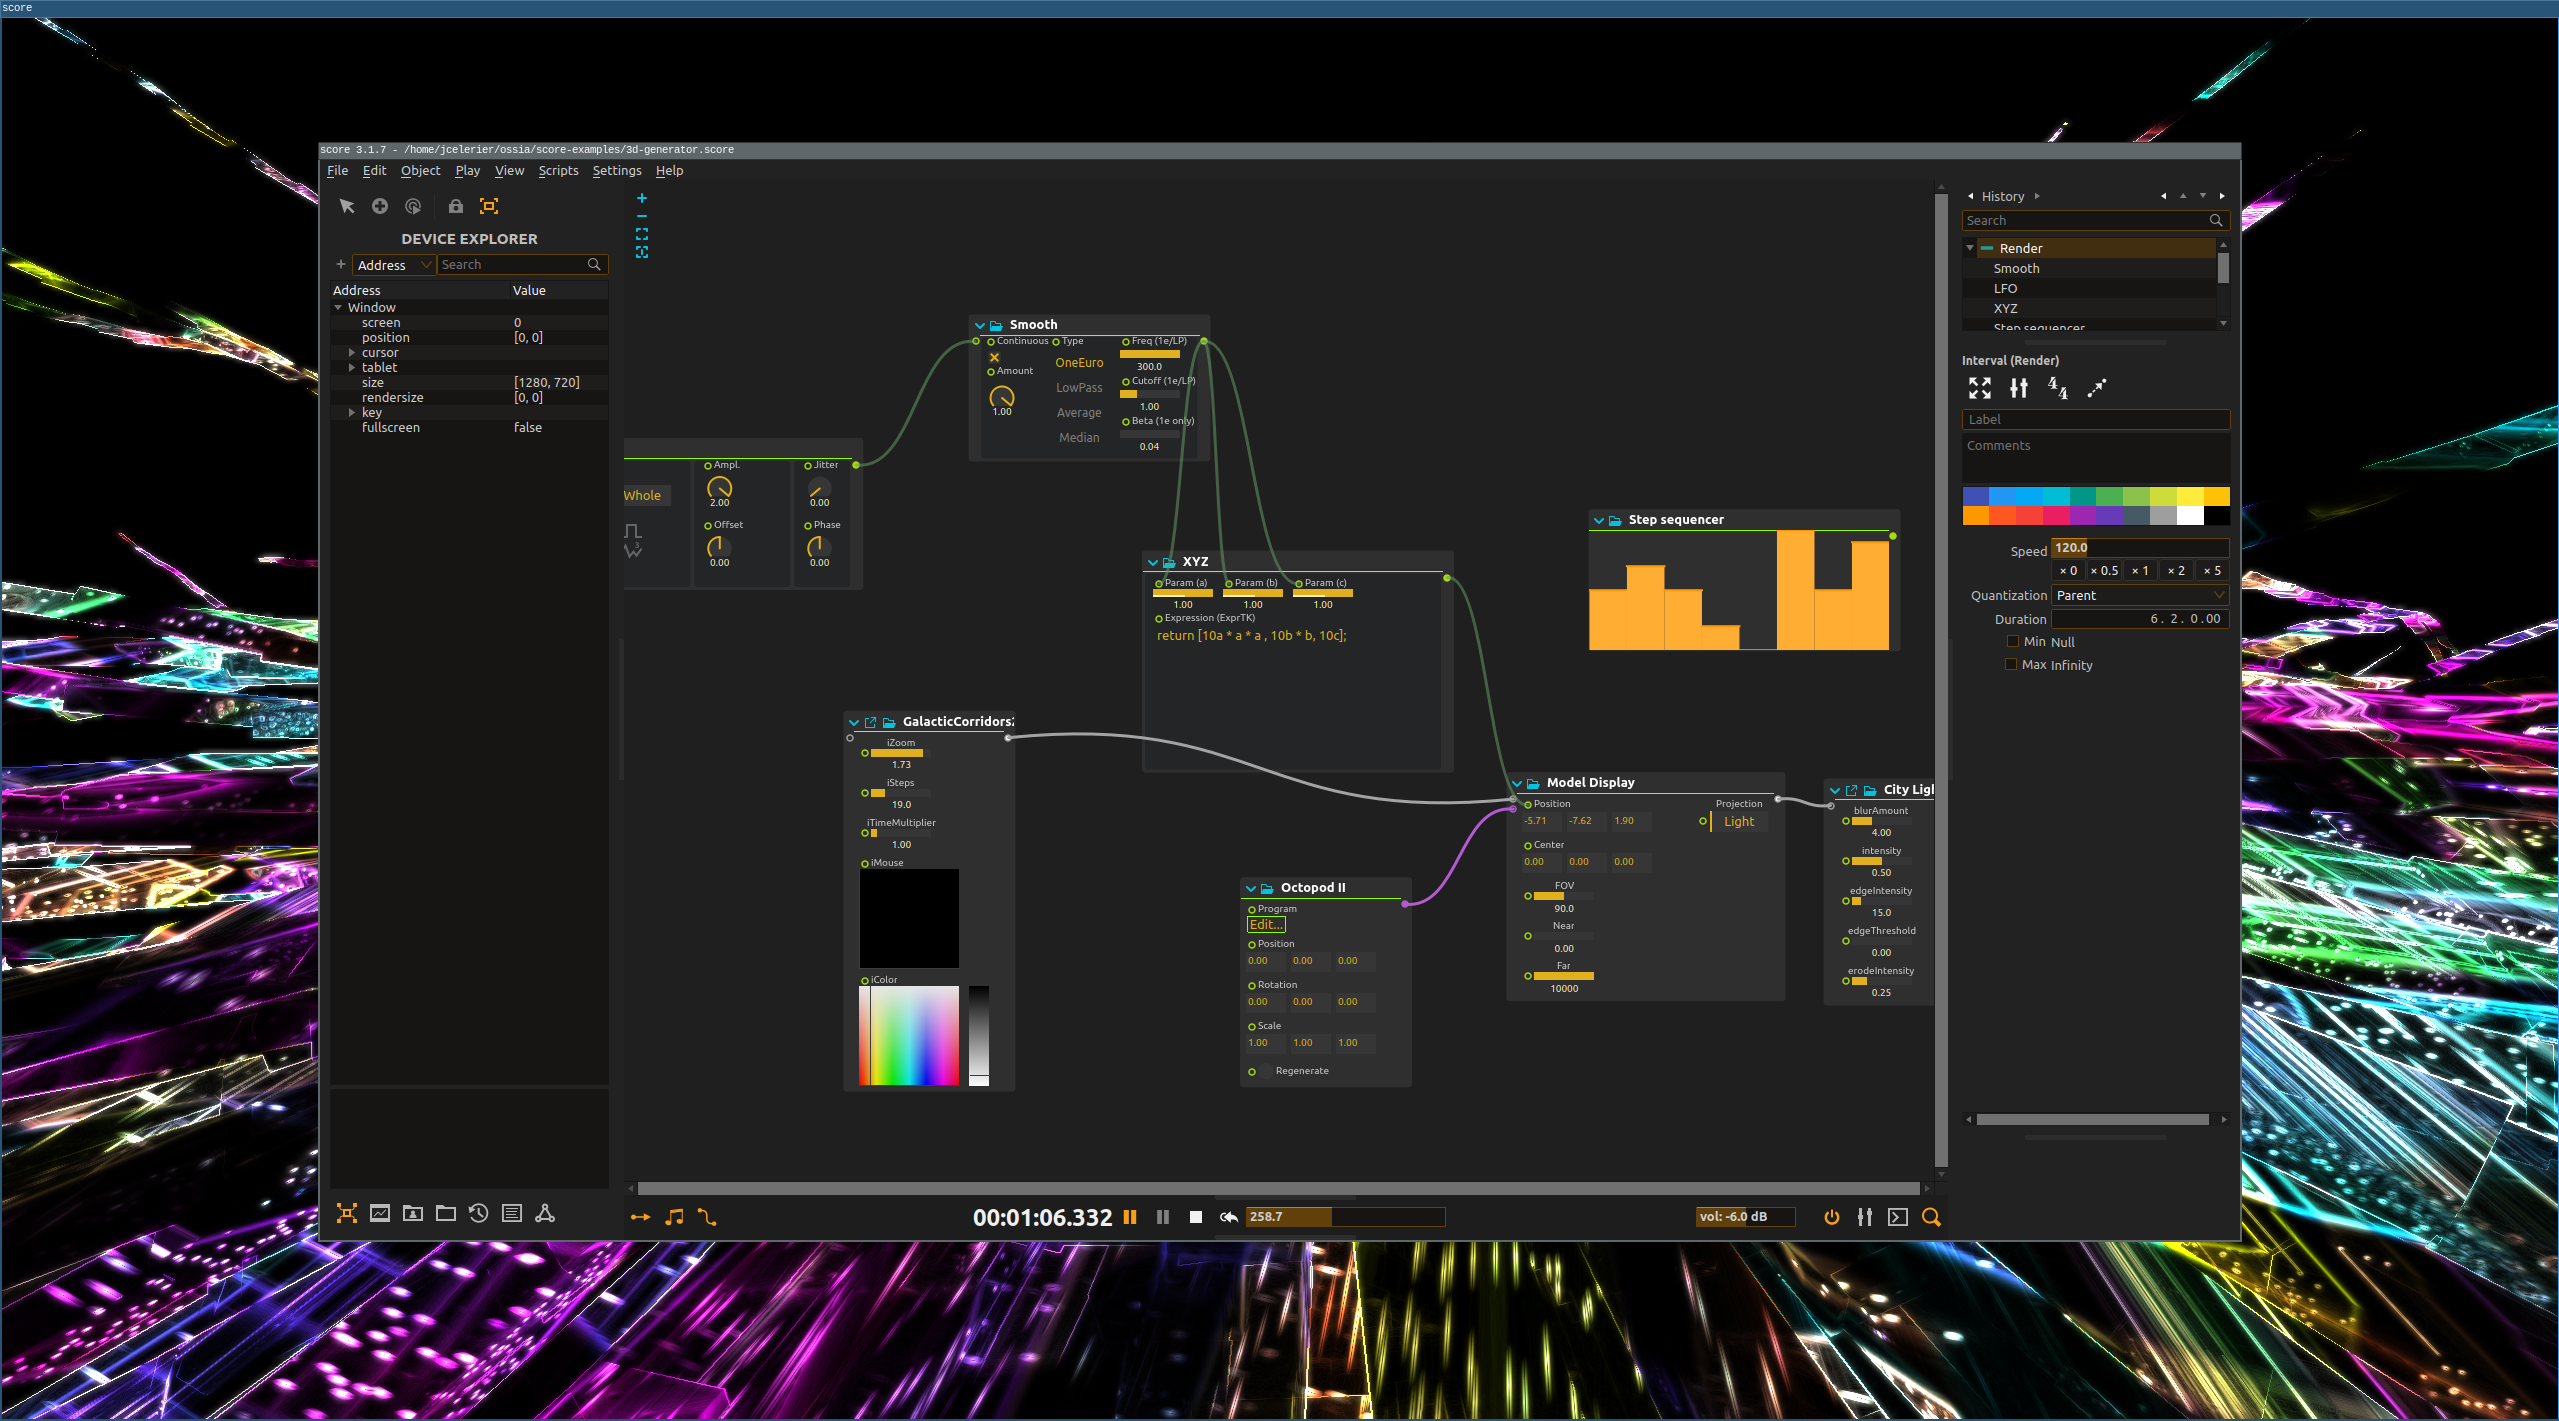 score
score 3.1.7 - /home/jcelerier/ossia/score-examples/3d-generator.score
File Edit Object Play View Scripts Settings Help
DEVICE EXPLORER
+ Address Search
Address Value
Window
screen 0
position [0, 0]
cursor
tablet
size [1280, 720]
rendersize [0, 0]
key
fullscreen false
Smooth
Continuous Type Freq (1e/LP)
OneEuro
300.0
Amount
Cutoff (1e/LP)
LowPass
1.00
1.00
Average
Beta (1e only)
Median
0.04
Ampl. Jitter
Whole
2.00 0.00
Offset Phase
3
0.00 0.00
XYZ
Param (a) Param (b) Param (c)
1.00 1.00 1.00
Expression (ExprTK)
return [10a * a * a , 10b * b, 10c];
Step sequencer
GalacticCorridors
iZoom
1.73
iSteps
19.0
iTimeMultiplier
1.00
iMouse
iColor
Octopod II
Program
Edit...
Position
0.00 0.00 0.00
Rotation
0.00 0.00 0.00
Scale
1.00 1.00 1.00
Regenerate
Model Display
Position Projection
-5.71 -7.62 1.90 Light
Center
0.00 0.00 0.00
FOV
90.0
Near
0.00
Far
10000
City Ligh
blurAmount
4.00
intensity
0.50
edgeIntensity
15.0
edgeThreshold
0.00
erodeIntensity
0.25
00:01:06.332 258.7 vol: -6.0 dB
History
Search
Render
Smooth
LFO
XYZ
Step sequencer
Interval (Render)
4/4
Label
Comments
Speed 120.0
× 0 × 0.5 × 1 × 2 × 5
Quantization Parent
Duration 6. 2. 0.00
Min Null
Max Infinity